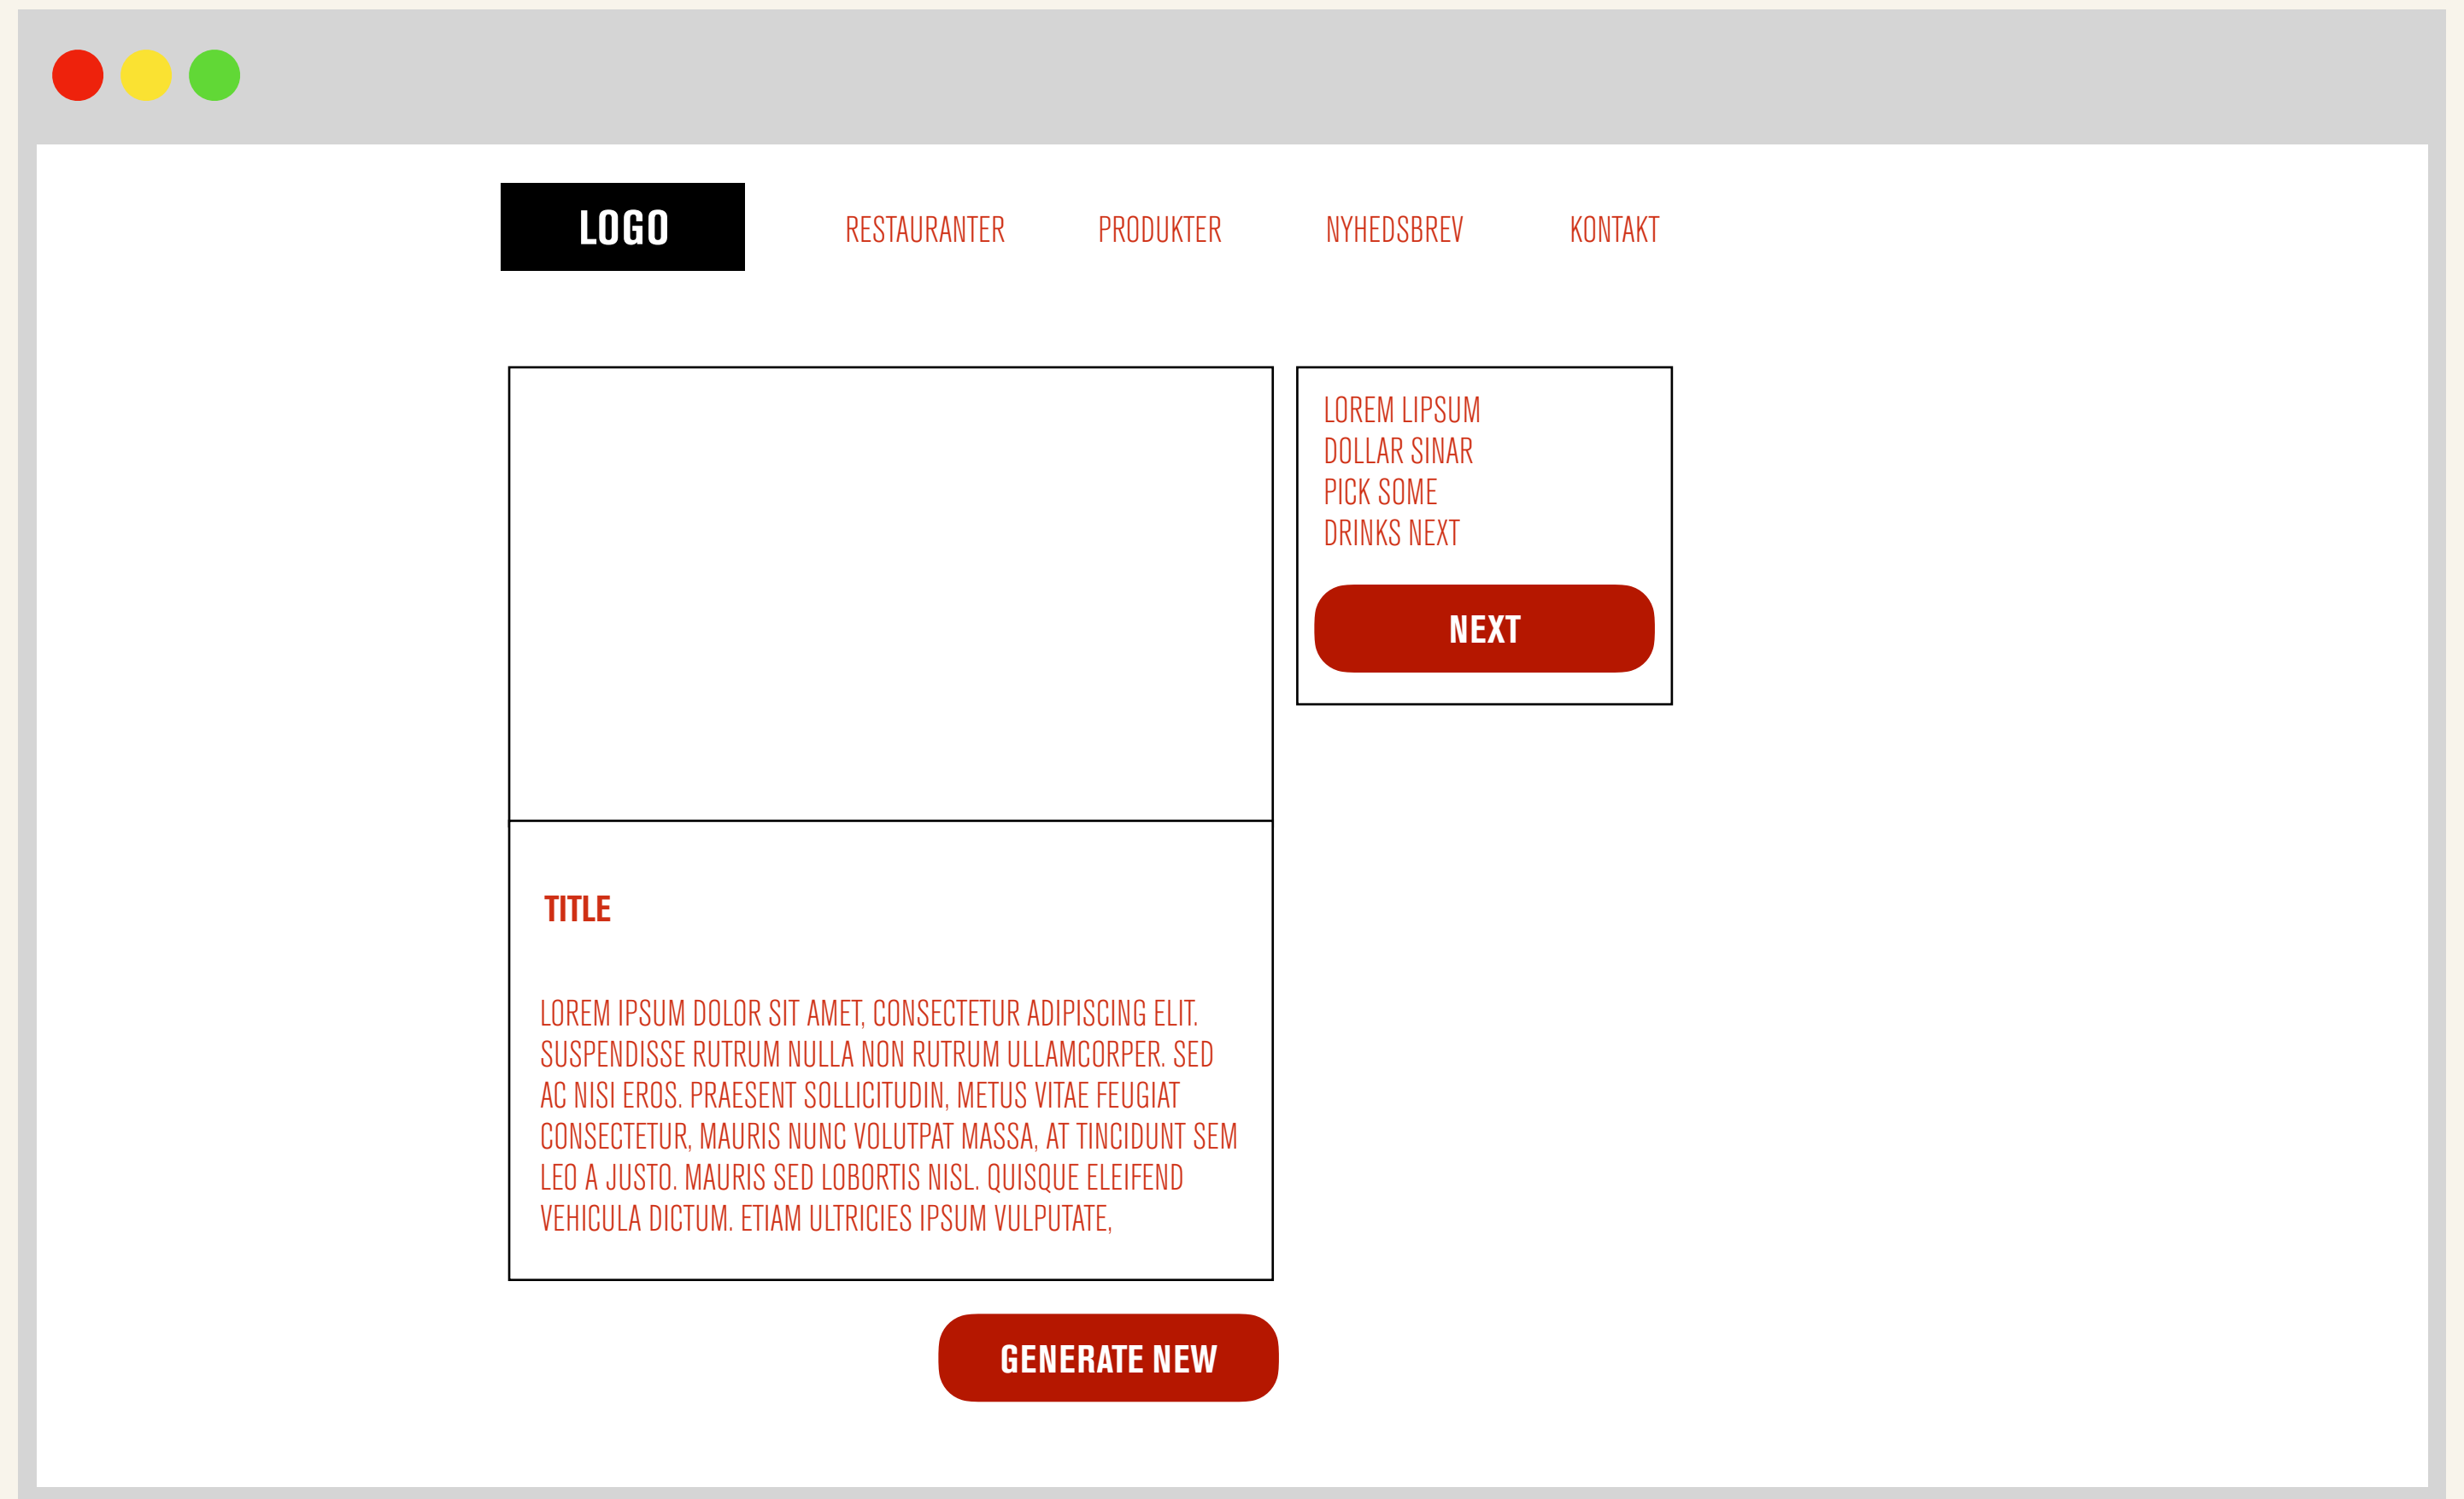 LOGO
RESTAURANTER
PRODUKTER
NYHEDSBREV
KONTAKT
LOREM LIPSUM
DOLLAR SINAR
PICK SOME
DRINKS NEXT
NEXT
TITLE
LOREM IPSUM DOLOR SIT AMET, CONSECTETUR ADIPISCING ELIT.
SUSPENDISSE RUTRUM NULLA NON RUTRUM ULLAMCORPER. SED
AC NISI EROS. PRAESENT SOLLICITUDIN, METUS VITAE FEUGIAT
CONSECTETUR, MAURIS NUNC VOLUTPAT MASSA, AT TINCIDUNT SEM
LEO A JUSTO. MAURIS SED LOBORTIS NISL. QUISQUE ELEIFEND
VEHICULA DICTUM. ETIAM ULTRICIES IPSUM VULPUTATE,
GENERATE NEW